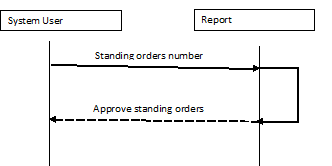 System User
Report
Standing orders number
Approve standing orders